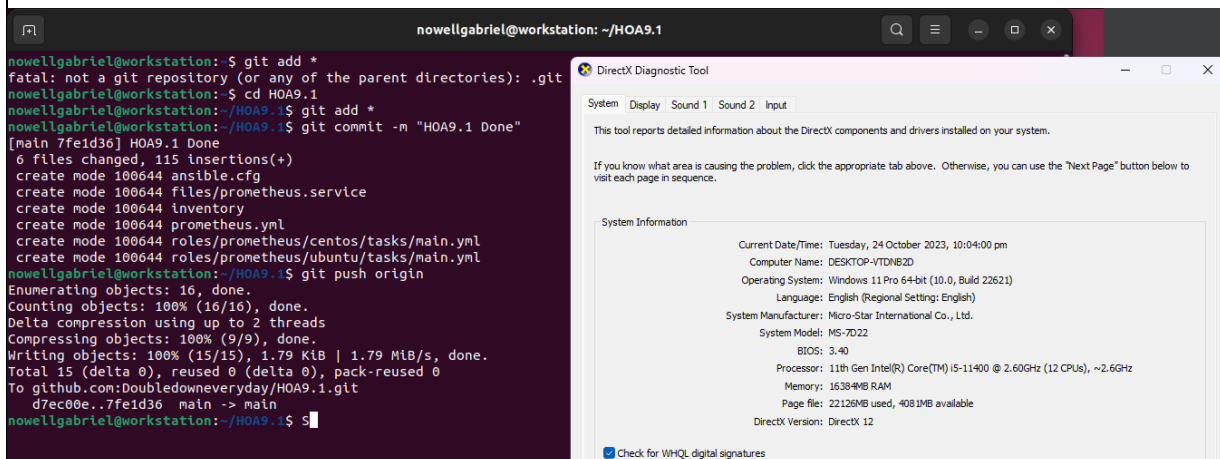 nowellgabriel@workstation: ~/HOA9.1
nowellgabriel@workstation:~$ git add *
fatal: not a git repository (or any of the parent directories): .git
nowellgabriel@workstation:~$ cd HOA9.1
nowellgabriel@workstation:~/HOA9.1$ git add *
nowellgabriel@workstation:~/HOA9.1$ git commit -m "HOA9.1 Done"
[main 7fe1d36] HOA9.1 Done
6 files changed, 115 insertions(+)
create mode 100644 ansible.cfg
create mode 100644 files/prometheus.service
create mode 100644 inventory
create mode 100644 prometheus.yml
create mode 100644 roles/prometheus/centos/tasks/main.yml
create mode 100644 roles/prometheus/ubuntu/tasks/main.yml
nowellgabriel@workstation:~/HOA9.1$ git push origin
Enumerating objects: 16, done.
Counting objects: 100% (16/16), done.
Delta compression using up to 2 threads
Compressing objects: 100% (9/9), done.
Writing objects: 100% (15/15), 1.79 KiB | 1.79 MiB/s, done.
Total 15 (delta 0), reused 0 (delta 0), pack-reused 0
To github.com:Doubledowneveryday/HOA9.1.git
d7ec00e..7fe1d36 main -> main
nowellgabriel@workstation:~/HOA9.1$ S
DirectX Diagnostic Tool
System Display Sound 1 Sound 2 Input
This tool reports detailed information about the DirectX components and drivers installed on your system.
If you know what area is causing the problem, click the appropriate tab above. Otherwise, you can use the "Next Page" button below to
visit each page in sequence.
System Information
Current Date/Time: Tuesday, 24 October 2023, 10:04:00 pm
Computer Name: DESKTOP-VTDNB2D
Operating System: Windows 11 Pro 64-bit (10.0, Build 22621)
Language: English (Regional Setting: English)
System Manufacturer: Micro-Star International Co., Ltd.
System Model: MS-7D22
BIOS: 3.40
Processor: 11th Gen Intel(R) Core(TM) i5-11400 @ 2.60GHz (12 CPUs), ~2.6GHz
Memory: 16384MB RAM
Page file: 22126MB used, 4081MB available
DirectX Version: DirectX 12
Check for WHQL digital signatures